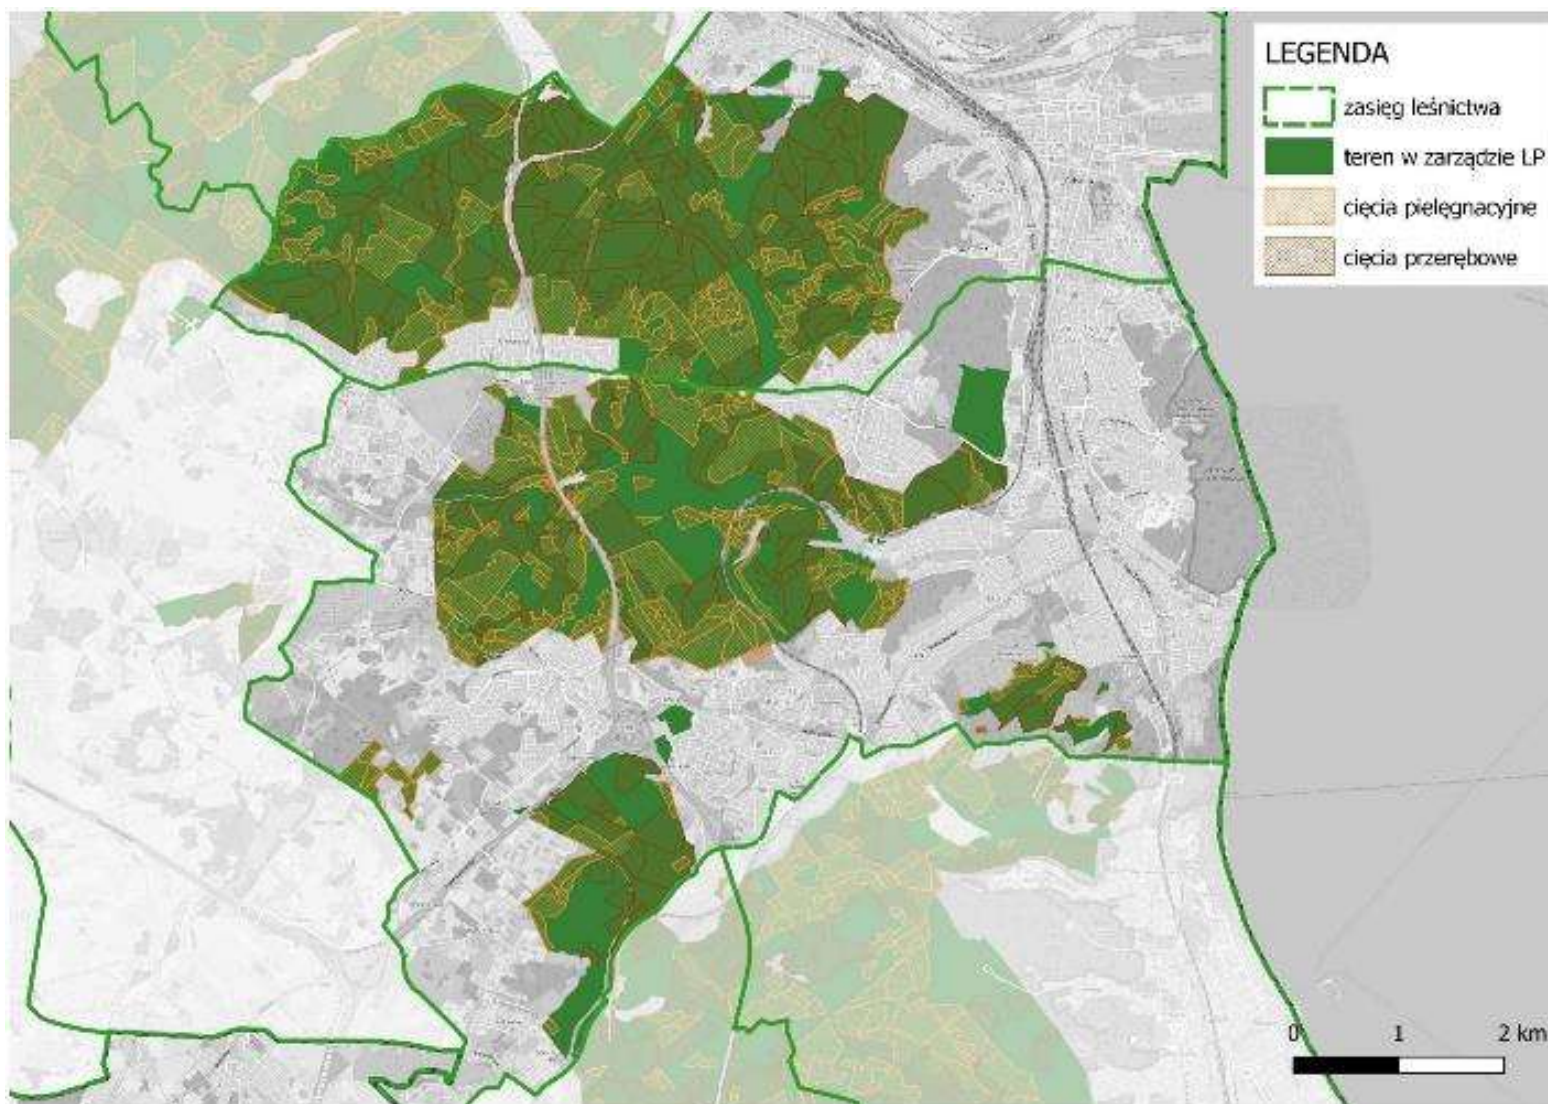 LEGENDA
zasięg leśnictwa
teren w zarządzie LP
cięcia pielęgnacyjne
cięcia przerębowe
0 1 2 km